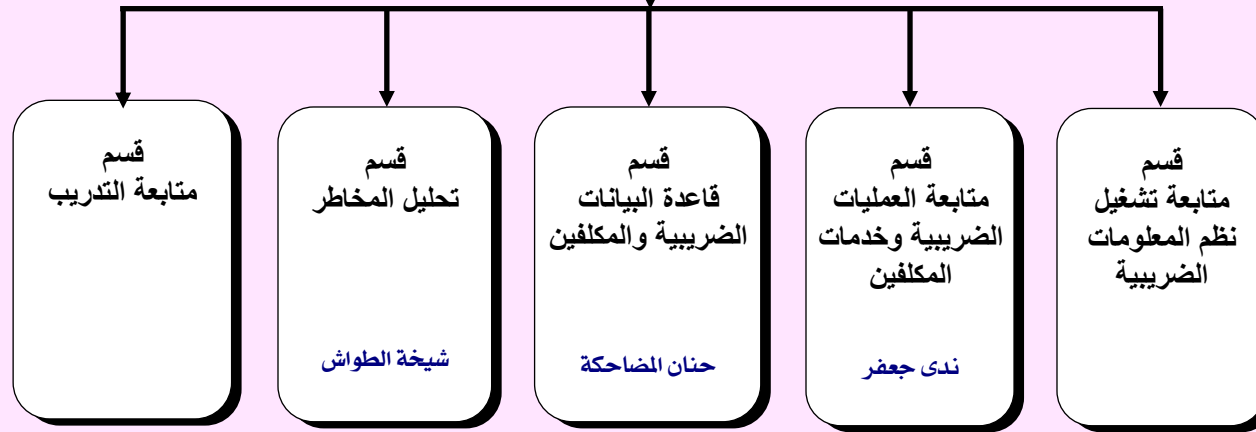 قسم
متابعة تشغيل
نظم المعلومات
الضريبية
قسم
متابعة العمليات
الضريبية وخدمات
المكلفين
ندى جعفر
قسم
قاعدة البيانات
الضريبية والمكلفين
حنان المضاحكة
قسم
تحليل المخاطر
شيخة الطواش
قسم
متابعة التدريب